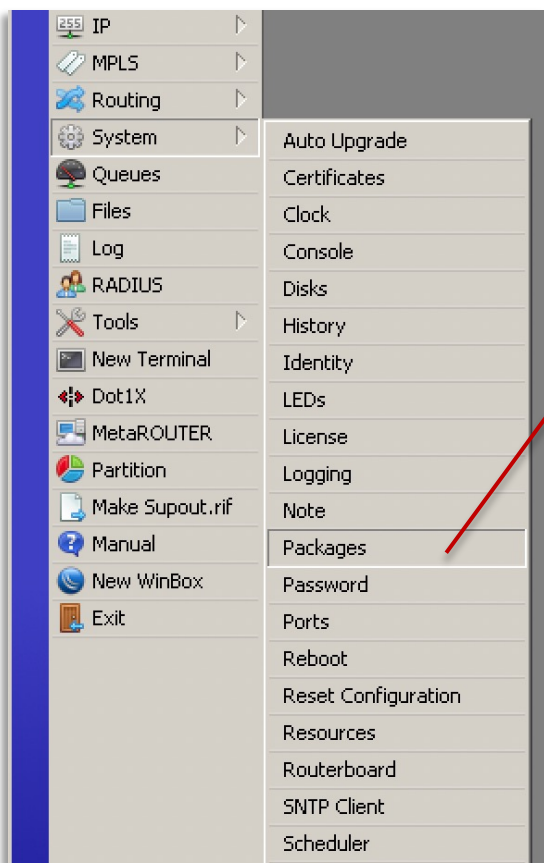 255 IP
MPLS
Routing
System
Queues
Files
Log
RADIUS
Tools
New Terminal
Dot1X
MetaROUTER
Partition
Make Supout.rif
Manual
New WinBox
Exit
Auto Upgrade
Certificates
Clock
Console
Disks
History
Identity
LEDs
License
Logging
Note
Packages
Password
Ports
Reboot
Reset Configuration
Resources
Routerboard
SNTP Client
Scheduler